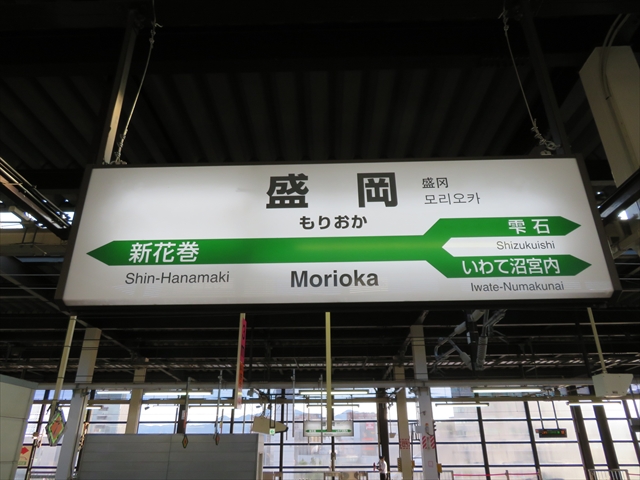 盛岡
盛冈
모리오카
もりおか
新花巻
Shin-Hanamaki
Morioka
雫石
Shizukuishi
いわて沼宮内
Iwate-Numakunai